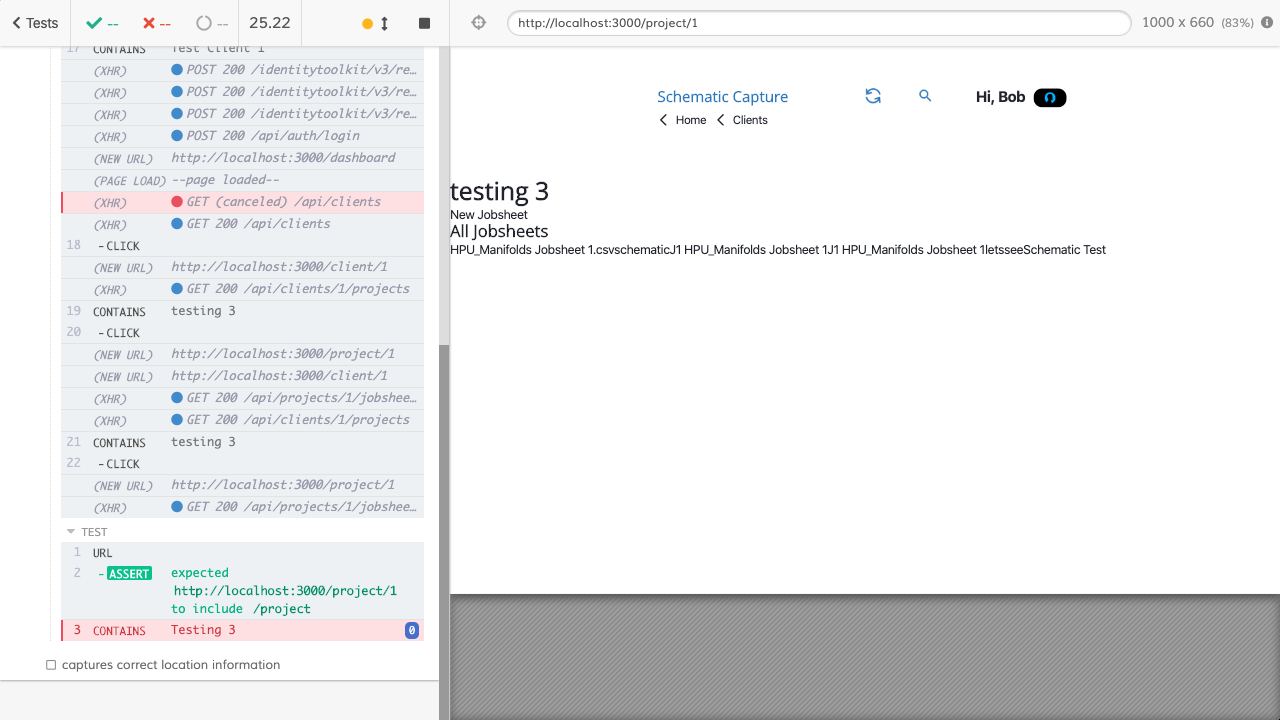 Tests
--
--
--
25.22
http://localhost:3000/project/1
1000 x 660 (83%)
17 CONTAINS Test Client 1
(XHR) POST 200 /identitytoolkit/v3/re…
(XHR) POST 200 /identitytoolkit/v3/re…
(XHR) POST 200 /identitytoolkit/v3/re…
(XHR) POST 200 /api/auth/login
(NEW URL) http://localhost:3000/dashboard
(PAGE LOAD) --page loaded--
(XHR) GET (canceled) /api/clients
(XHR) GET 200 /api/clients
18 -CLICK
(NEW URL) http://localhost:3000/client/1
(XHR) GET 200 /api/clients/1/projects
19 CONTAINS testing 3
20 -CLICK
(NEW URL) http://localhost:3000/project/1
(NEW URL) http://localhost:3000/client/1
(XHR) GET 200 /api/projects/1/jobshee…
(XHR) GET 200 /api/clients/1/projects
21 CONTAINS testing 3
22 -CLICK
(NEW URL) http://localhost:3000/project/1
(XHR) GET 200 /api/projects/1/jobshee…
TEST
1 URL
2 -ASSERT expected
http://localhost:3000/project/1
to include /project
3 CONTAINS Testing 3 0
captures correct location information
Schematic Capture
Hi, Bob
Home Clients
testing 3
New Jobsheet
All Jobsheets
HPU_Manifolds Jobsheet 1.csvschematicJ1 HPU_Manifolds Jobsheet 1J1 HPU_Manifolds Jobsheet 1letsseeSchematic Test